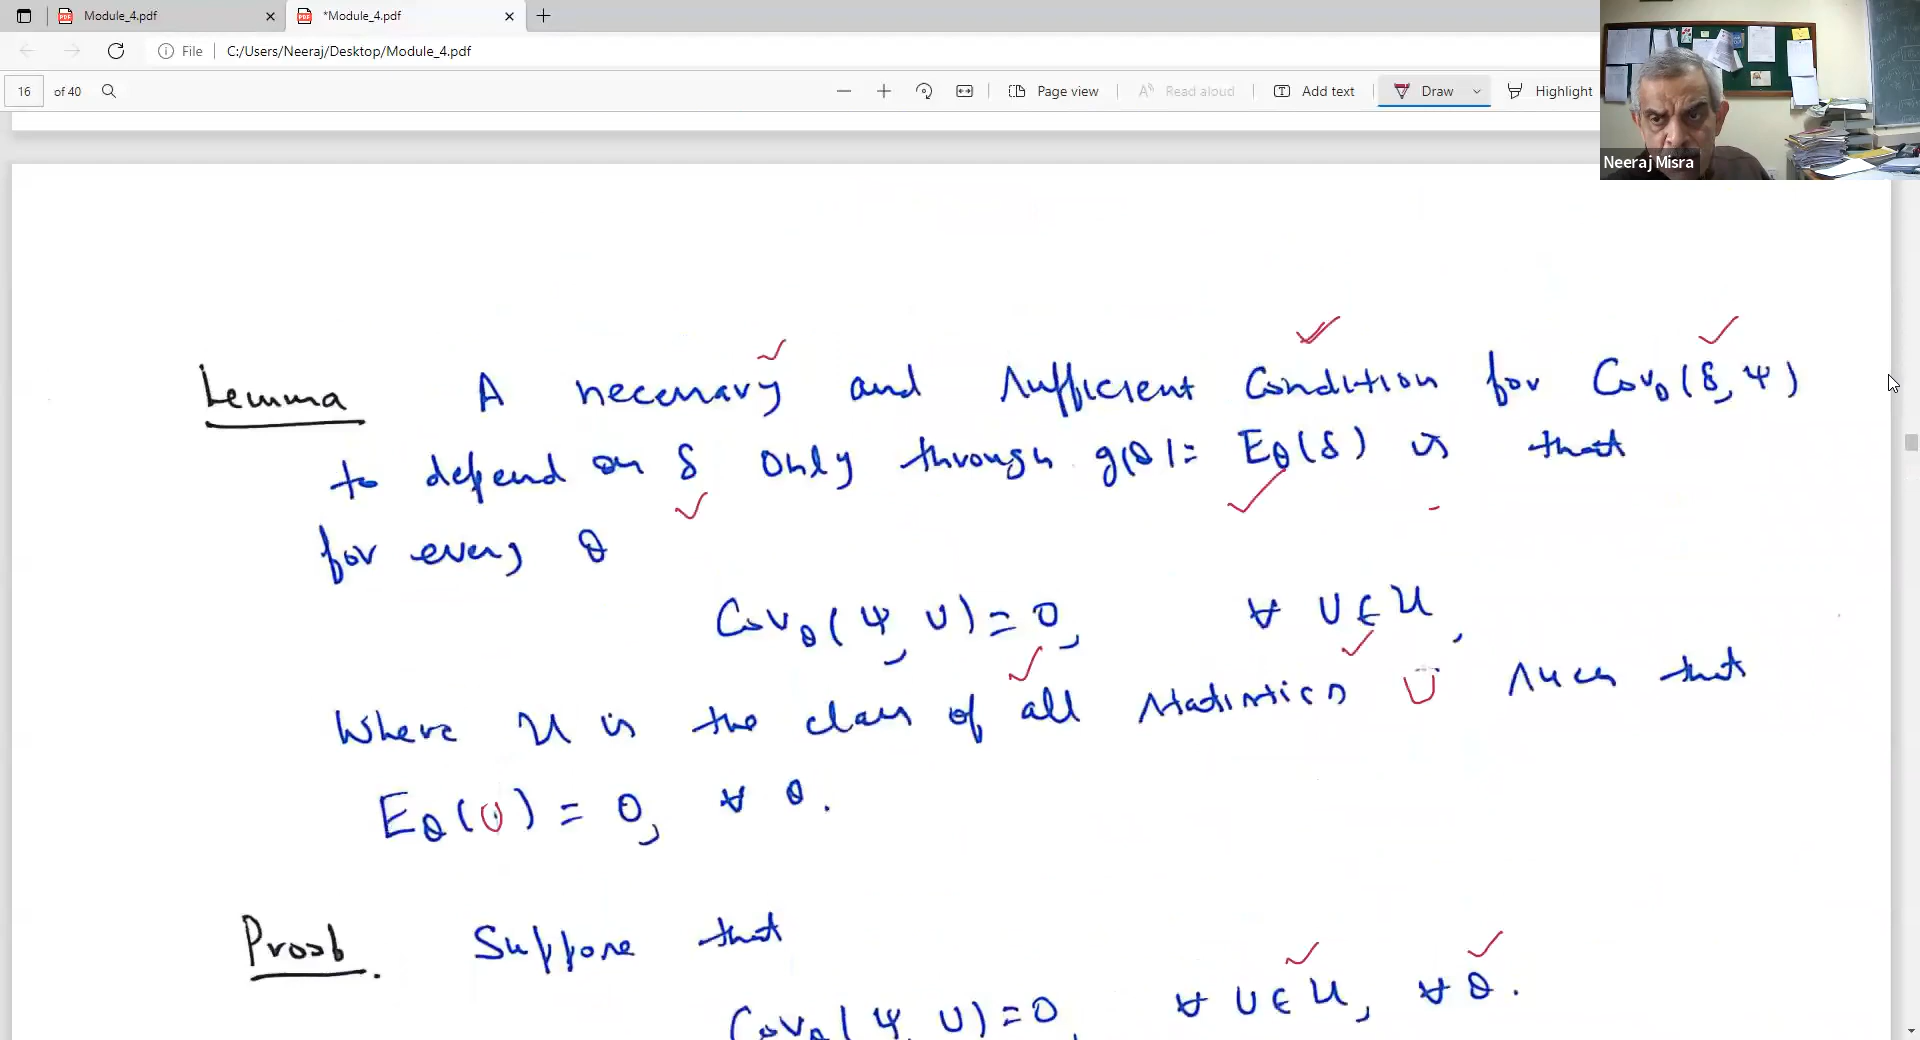 Module_4.pdf
*Module_4.pdf
File
C:/Users/Neeraj/Desktop/Module_4.pdf
16 of 40
Page view
Read aloud
Add text
Draw
Highlight
Neeraj Misra
Lemma A necessary and sufficient condition for Covθ(δ, ψ)
to depend on δ only through g(θ) = Eθ(δ) is that
for every θ
Covθ(ψ, U) = 0, ∀ U ∈ 𝒰,
Where 𝒰 is the class of all statistics U such that
Eθ(U) = 0, ∀ θ.
Proof. Suppose that
Covθ(ψ, U) = 0, ∀ U ∈ 𝒰, ∀ θ.